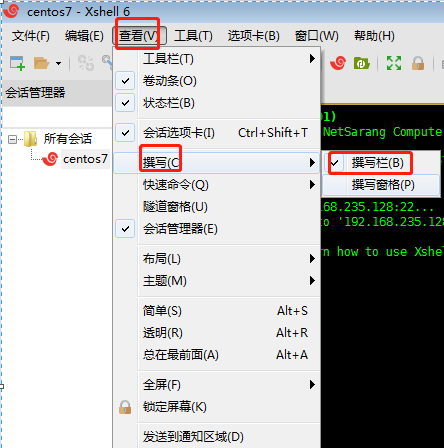 centos7 - Xshell 6
文件(F) 编辑(E) 查看(V) 工具(T) 选项卡(B) 窗口(W) 帮助(H)
会话管理器
所有会话
centos7
工具栏(T)
卷动条(O)
状态栏(B)
会话选项卡(I) Ctrl+Shift+T
撰写(C)
快速命令(Q)
隧道窗格(U)
会话管理器(E)
布局(L)
主题(M)
简单(S) Alt+S
透明(R) Alt+R
总在最前面(A) Alt+A
全屏(F)
锁定屏幕(K)
发送到通知区域(D)
撰写栏(B)
撰写窗格(P)
01)
NetSarang Compute
68.235.128:22...
to '192.168.235.128
rn how to use Xshel